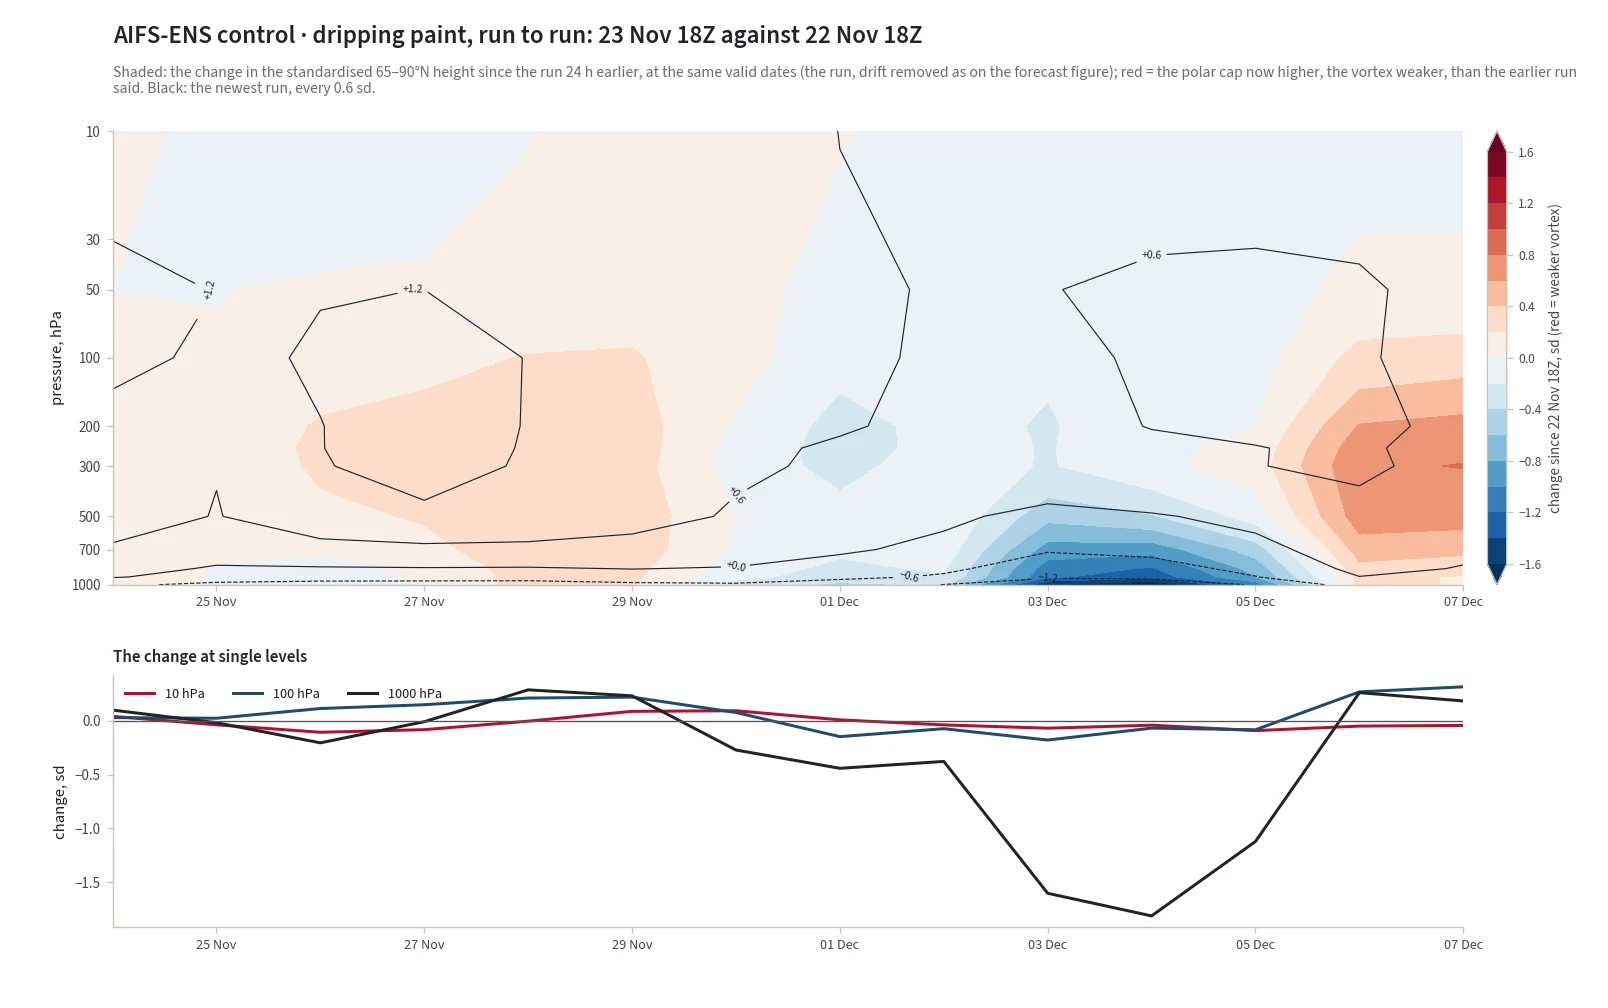 AIFS-ENS control · dripping paint, run to run: 23 Nov 18Z against 22 Nov 18Z
Shaded: the change in the standardised 65–90°N height since the run 24 h earlier, at the same valid dates (the run, drift removed as on the forecast figure); red = the polar cap now higher, the vortex weaker, than the earlier run
said. Black: the newest run, every 0.6 sd.
pressure, hPa
10
30
50
100
200
300
500
700
1000
+1.2
+1.2
+0.6
+0.6
+0.0
−0.6
−1.2
25 Nov
27 Nov
29 Nov
01 Dec
03 Dec
05 Dec
07 Dec
1.6
1.2
0.8
0.4
0.0
−0.4
−0.8
−1.2
−1.6
change since 22 Nov 18Z, sd (red = weaker vortex)
The change at single levels
10 hPa
100 hPa
1000 hPa
change, sd
0.0
−0.5
−1.0
−1.5
25 Nov
27 Nov
29 Nov
01 Dec
03 Dec
05 Dec
07 Dec